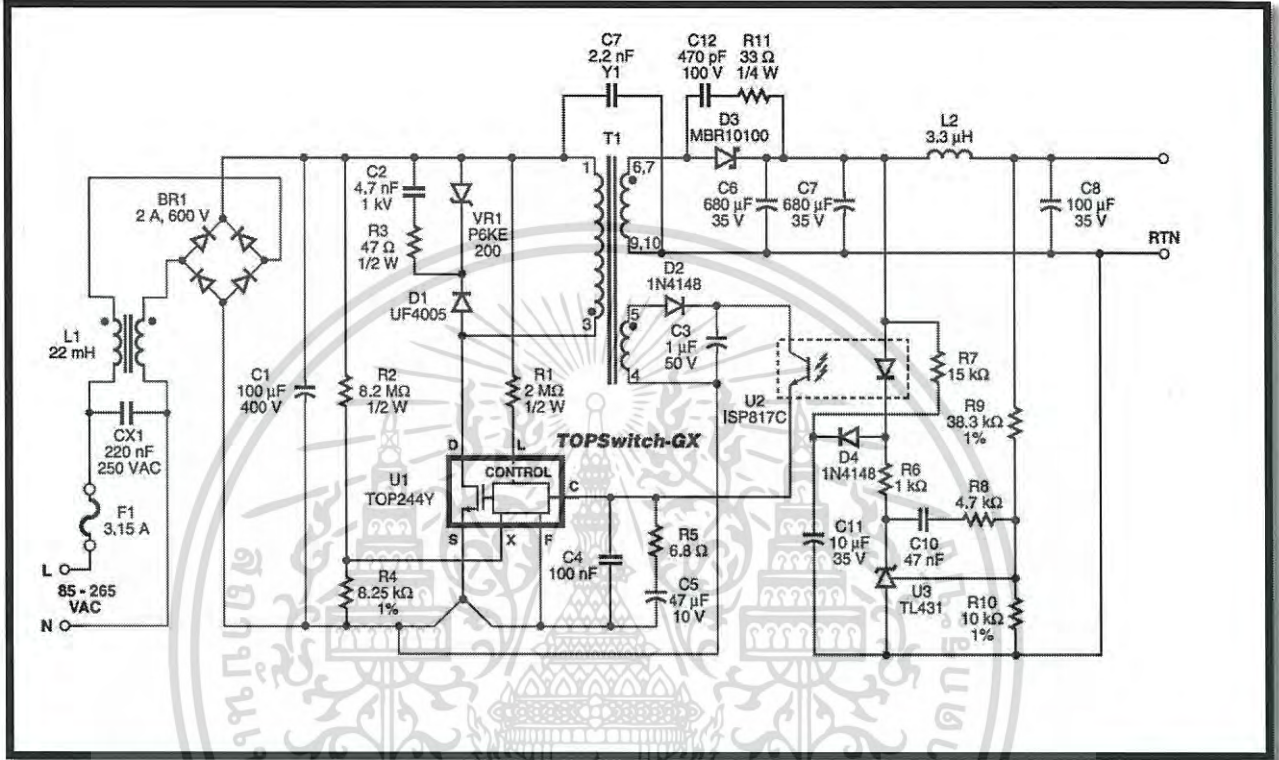 C7
2.2 nF
Y1
C12
470 pF
100 V
R11
33 Ω
1/4 W
D3
MBR10100
L2
3.3 µH
T1
1
6,7
C2
4.7 nF
1 kV
VR1
P6KE
200
BR1
2 A, 600 V
R3
47 Ω
1/2 W
C6
680 µF
35 V
C7
680 µF
35 V
C8
100 µF
35 V
9,10
RTN
D1
UF4005
D2
1N4148
3
5
C3
1 µF
50 V
4
L1
22 mH
C1
100 µF
400 V
R2
8.2 MΩ
1/2 W
R1
2 MΩ
1/2 W
R7
15 kΩ
U2
ISP817C
R9
38.3 kΩ
1%
CX1
220 nF
250 VAC
TOPSwitch-GX
D
L
CONTROL
C
U1
TOP244Y
S
X
F
D4
1N4148
R6
1 kΩ
R8
4.7 kΩ
F1
3.15 A
C4
100 nF
R5
6.8 Ω
C11
10 µF
35 V
C10
47 nF
L
85 - 265
VAC
N
R4
8.25 kΩ
1%
C5
47 µF
10 V
U3
TL431
R10
10 kΩ
1%